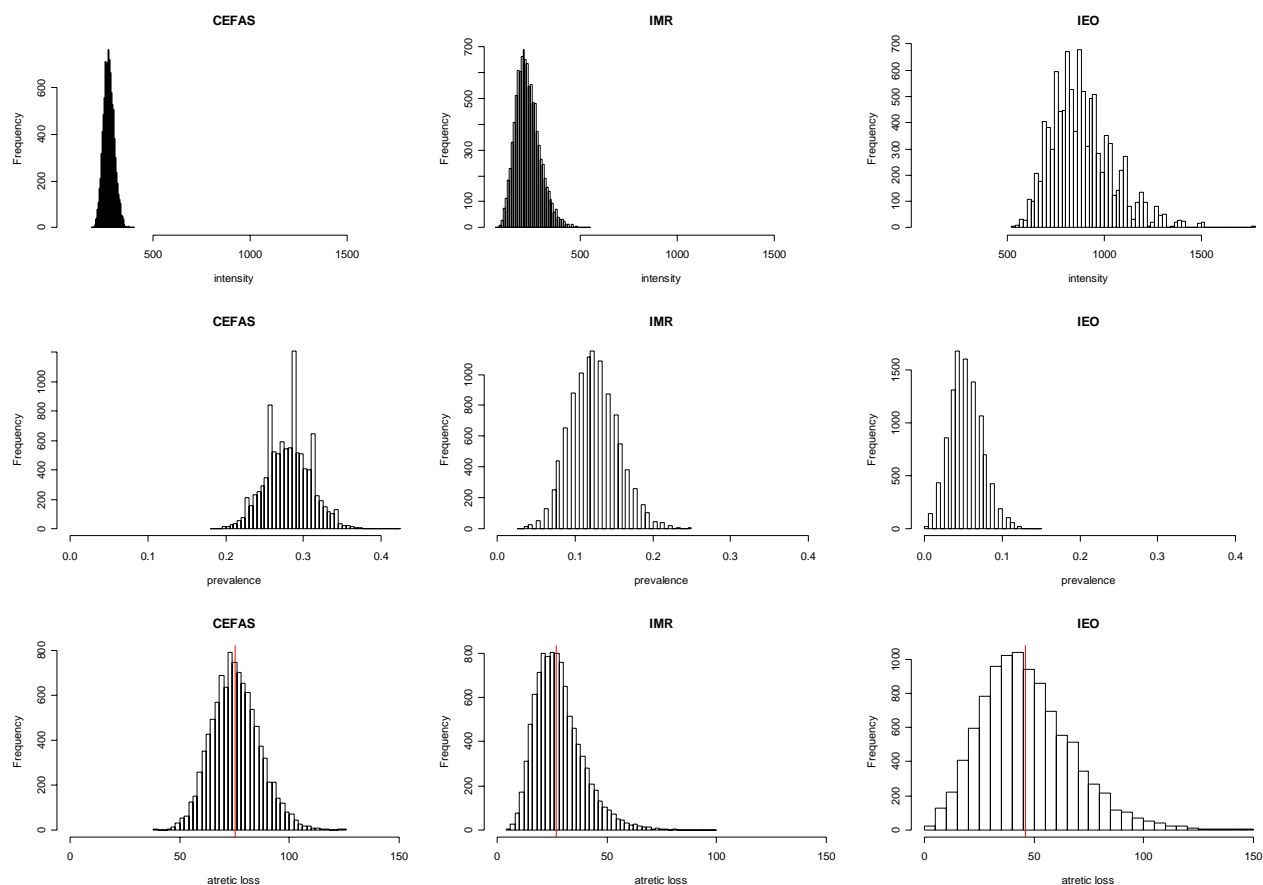 CEFAS
Frequency
0 200 400 600
500 1000 1500
intensity
IMR
Frequency
0 100 300 500 700
500 1000 1500
intensity
IEO
Frequency
0 100 200 300 400 500 600 700
500 1000 1500
intensity
CEFAS
Frequency
0 200 400 600 800 1000
0.0 0.1 0.2 0.3 0.4
prevalence
IMR
Frequency
0 200 400 600 800 1000
0.0 0.1 0.2 0.3 0.4
prevalence
IEO
Frequency
0 500 1000 1500
0.0 0.1 0.2 0.3 0.4
prevalence
CEFAS
Frequency
0 200 400 600 800
0 50 100 150
atretic loss
IMR
Frequency
0 200 400 600 800
0 50 100 150
atretic loss
IEO
Frequency
0 200 400 600 800 1000
0 50 100 150
atretic loss